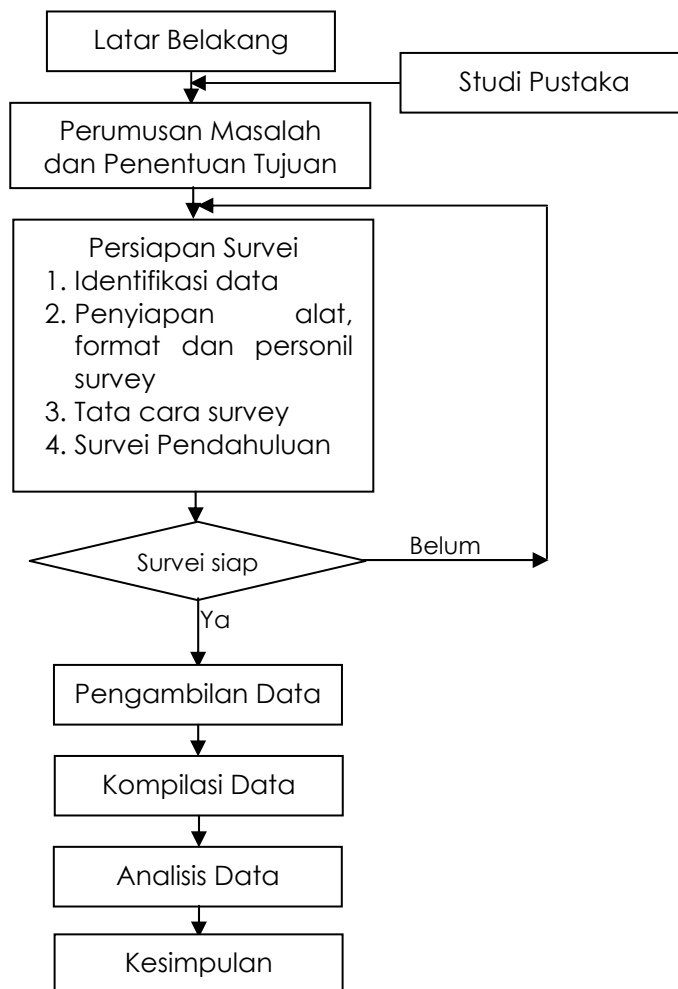 Latar Belakang
Studi Pustaka
Perumusan Masalah
dan Penentuan Tujuan
Persiapan Survei
1. Identifikasi data
2. Penyiapan alat,
format dan personil
survey
3. Tata cara survey
4. Survei Pendahuluan
Survei siap
Belum
Ya
Pengambilan Data
Kompilasi Data
Analisis Data
Kesimpulan